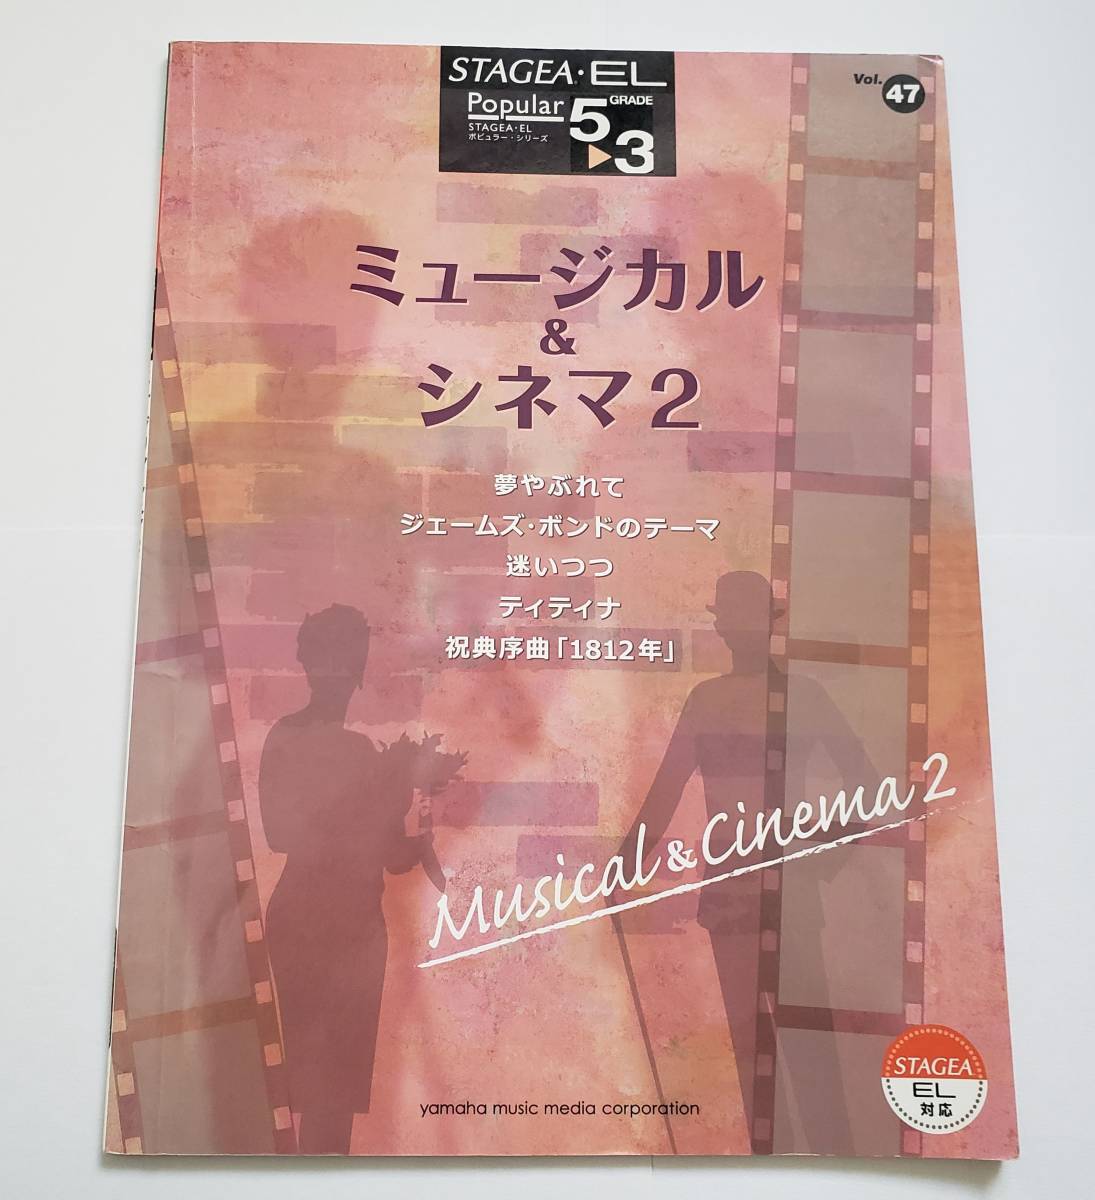 STAGEA・EL
Popular
STAGEA・EL
ポピュラー・シリーズ
GRADE
5▶3
Vol. 47
ミュージカル
&
シネマ2
夢やぶれて
ジェームズ・ボンドのテーマ
迷いつつ
ティティナ
祝典序曲「1812年」
Musical & Cinema 2
STAGEA
EL
対応
yamaha music media corporation